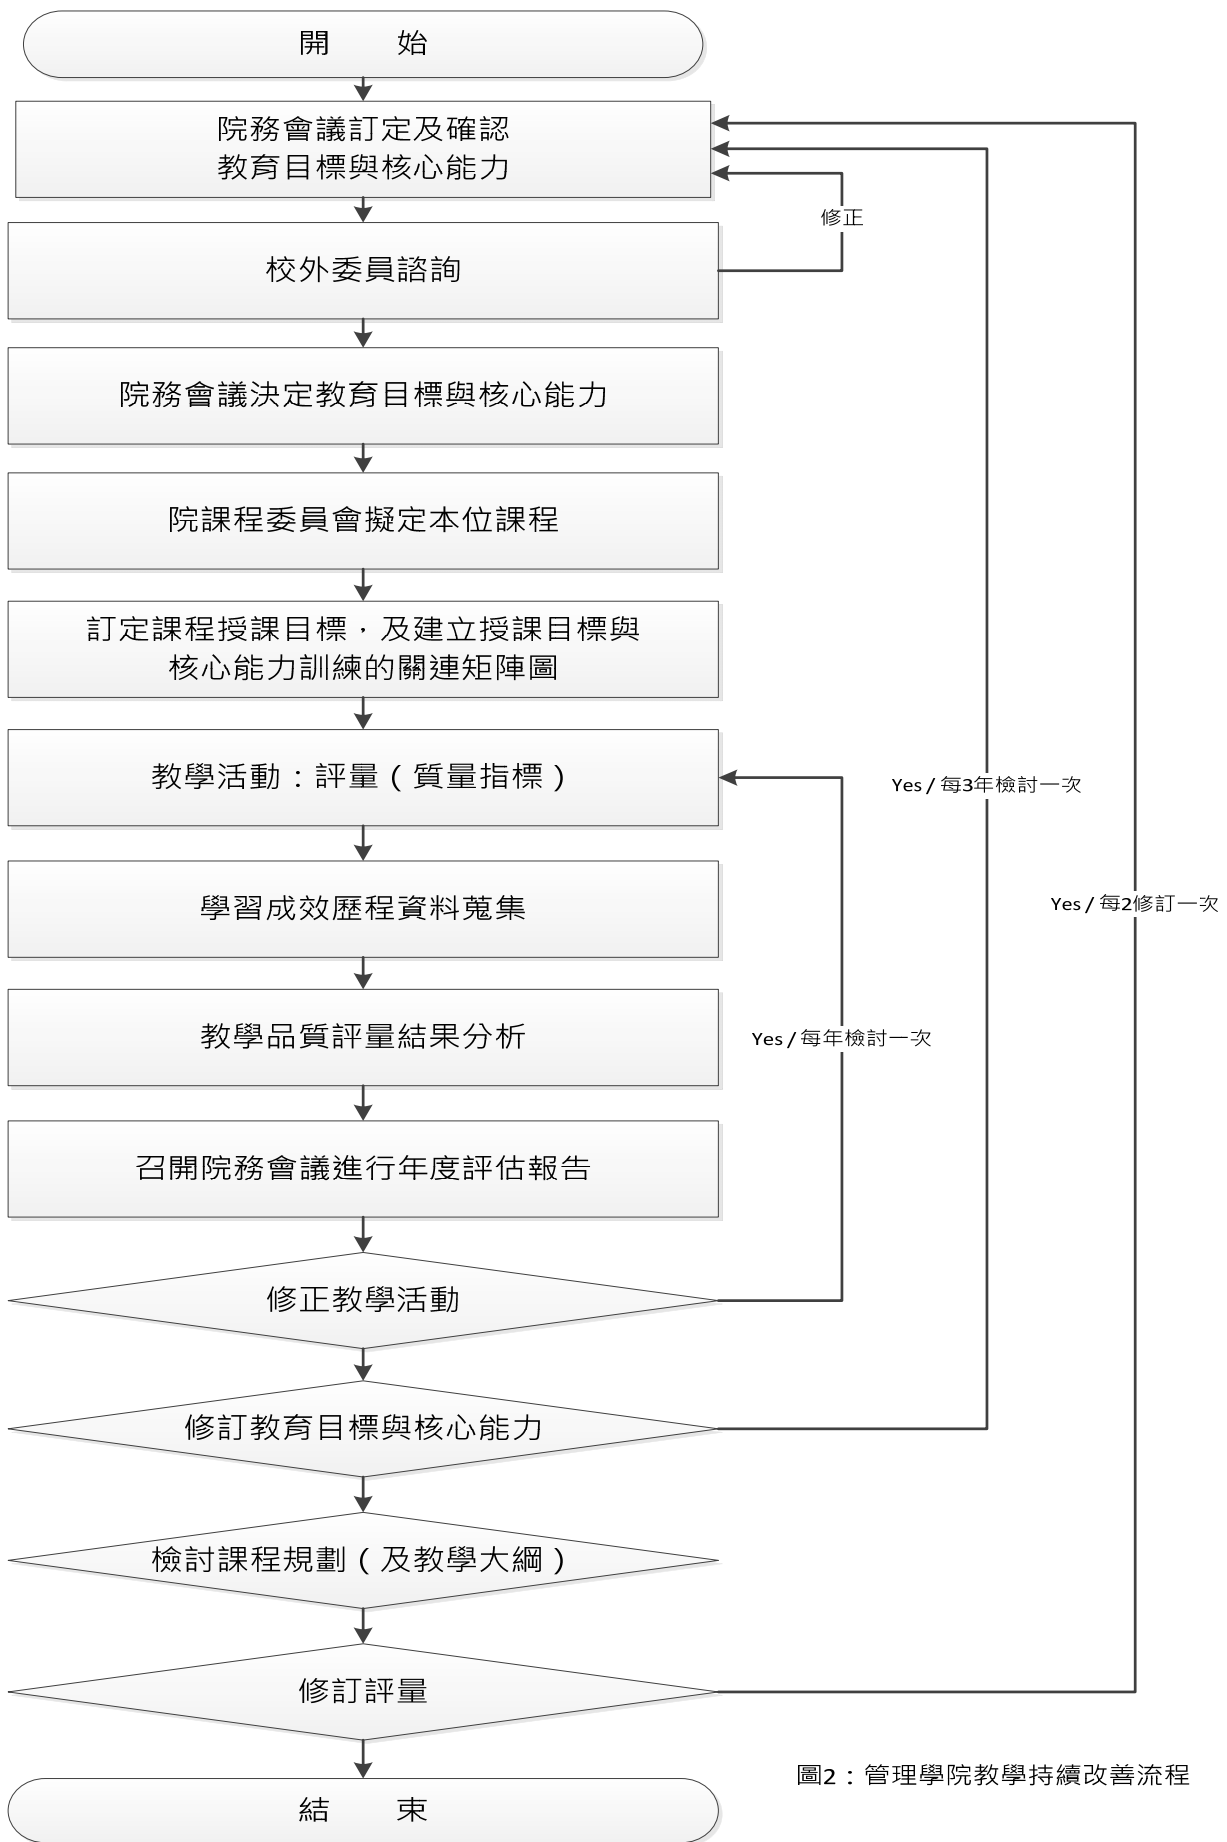 開 始
院務會議訂定及確認
教育目標與核心能力
修正
校外委員諮詢
院務會議決定教育目標與核心能力
院課程委員會擬定本位課程
訂定課程授課目標，及建立授課目標與
核心能力訓練的關連矩陣圖
教學活動：評量（質量指標）
Yes / 每3年檢討一次
學習成效歷程資料蒐集
Yes / 每2修訂一次
教學品質評量結果分析
Yes / 每年檢討一次
召開院務會議進行年度評估報告
修正教學活動
修訂教育目標與核心能力
檢討課程規劃（及教學大綱）
修訂評量
圖2：管理學院教學持續改善流程
結 束